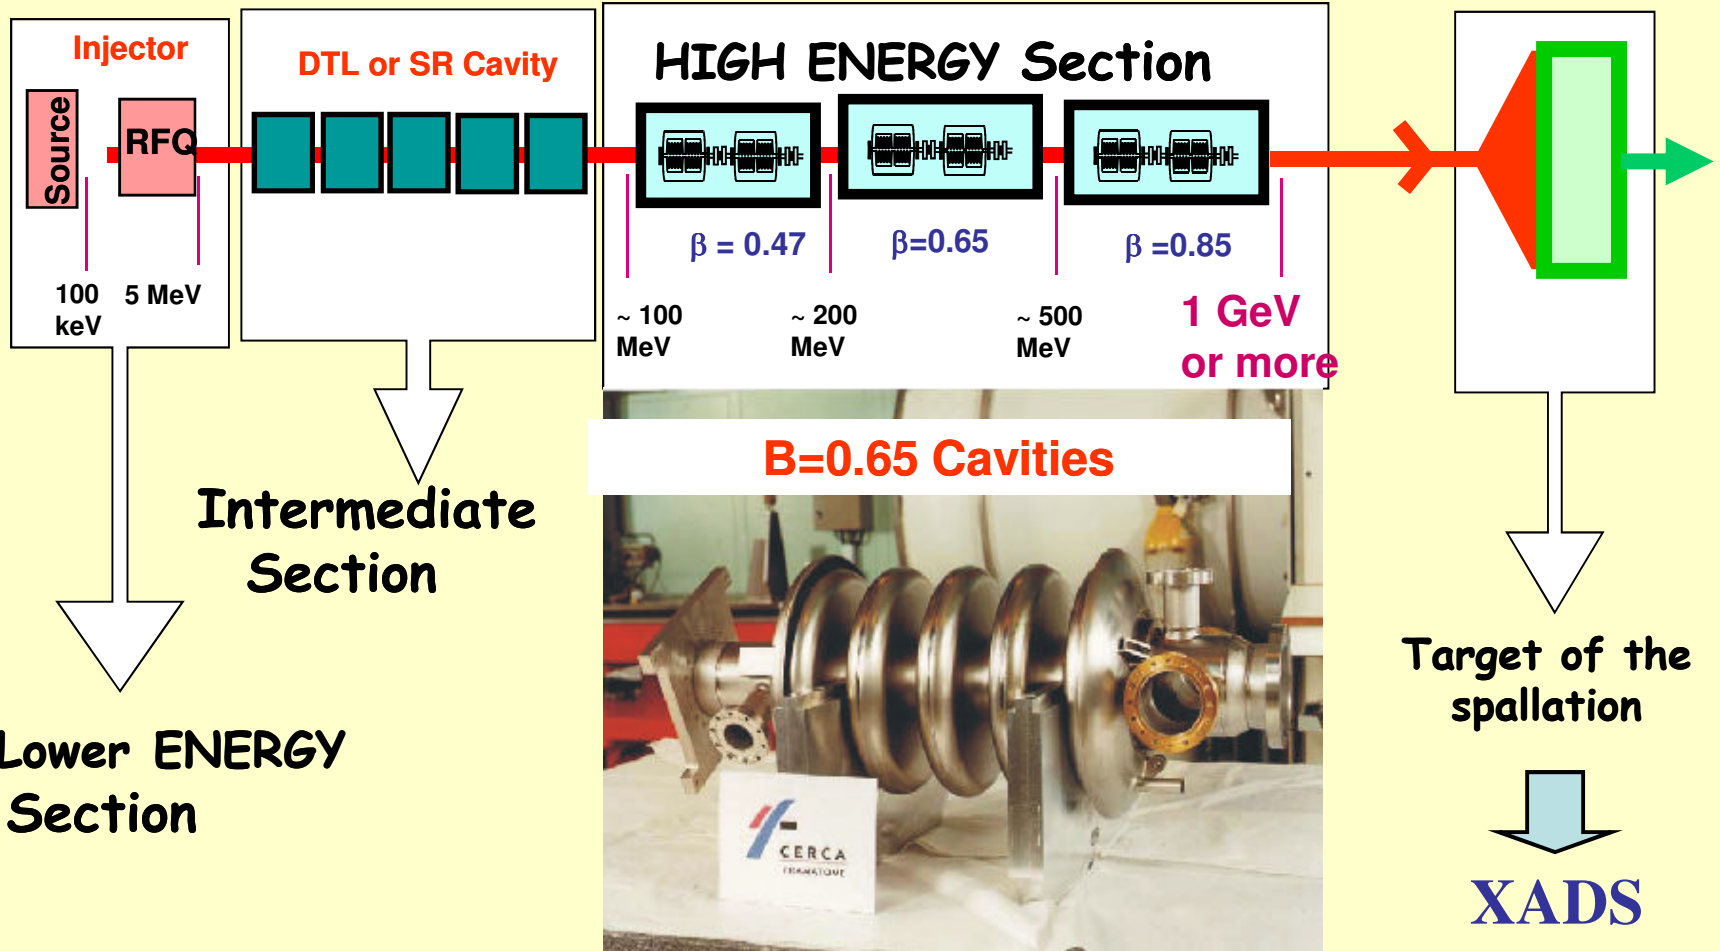 Injector
Source
RFQ
100
keV
5 MeV
DTL or SR Cavity
HIGH ENERGY Section
β = 0.47
β=0.65
β =0.85
~ 100
MeV
~ 200
MeV
~ 500
MeV
1 GeV
or more
B=0.65 Cavities
Intermediate
Section
Lower ENERGY
Section
CERCA
FRAMATOME
Target of the
spallation
XADS